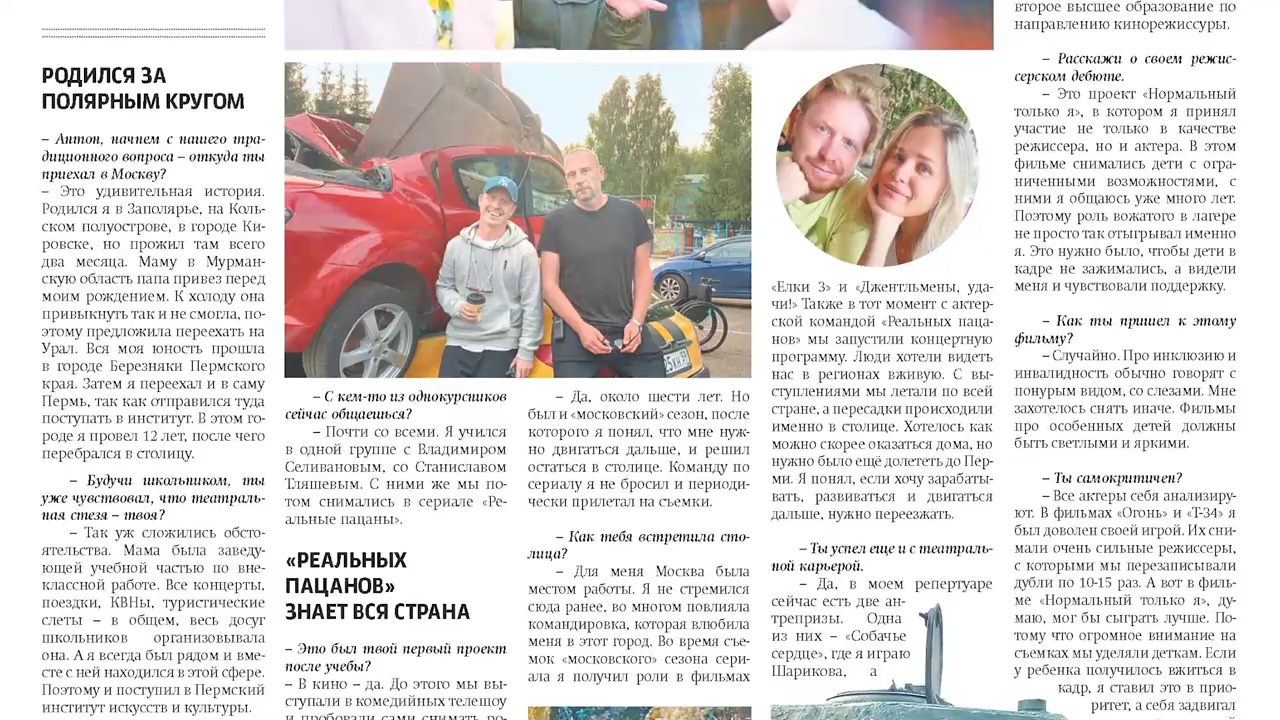 РОДИЛСЯ ЗА
ПОЛЯРНЫМ КРУГОМ
– Антон, начнем с нашего тра-
диционного вопроса – откуда ты
приехал в Москву?
– Это удивительная история.
Родился я в Заполярье, на Коль-
ском полуострове, в городе Ки-
ровске, но прожил там всего
два месяца. Маму в Мурман-
скую область папа привез перед
моим рождением. К холоду она
привыкнуть так и не смогла, по-
этому предложила переехать на
Урал. Вся моя юность прошла
в городе Березняки Пермского
края. Затем я переехал и в саму
Пермь, так как отправился туда
поступать в институт. В этом го-
роде я провел 12 лет, после чего
перебрался в столицу.
– Будучи школьником, ты
уже чувствовал, что театраль-
ная стезя – твоя?
– Так уж сложились обсто-
ятельства. Мама была заведу-
ющей учебной частью по вне-
классной работе. Все концерты,
поездки, КВНы, туристические
слеты – в общем, весь досуг
школьников организовывала
она. А я всегда был рядом и вме-
сте с ней находился в этой сфере.
Поэтому и поступил в Пермский
институт искусств и культуры.
– С кем-то из однокурсников
сейчас общаешься?
– Почти со всеми. Я учился
в одной группе с Владимиром
Селивановым, со Станиславом
Тляшевым. С ними же мы по-
том снимались в сериале «Ре-
альные пацаны».
«РЕАЛЬНЫХ
ПАЦАНОВ»
ЗНАЕТ ВСЯ СТРАНА
– Это был твой первый проект
после учебы?
– В кино – да. До этого мы вы-
ступали в комедийных телешоу
и пробовали сами снимать ро-
– Да, около шести лет. Но
был и «московский» сезон, после
которого я понял, что мне нуж-
но двигаться дальше, и решил
остаться в столице. Команду по
сериалу я не бросил и периоди-
чески прилетал на съемки.
– Как тебя встретила сто-
лица?
– Для меня Москва была
местом работы. Я не стремился
сюда ранее, во многом повлияла
командировка, которая влюбила
меня в этот город. Во время съе-
мок «московского» сезона сери-
ала я получил роли в фильмах
«Елки 3» и «Джентльмены, уда-
чи!» Также в тот момент с актер-
ской командой «Реальных паца-
нов» мы запустили концертную
программу. Люди хотели видеть
нас в регионах вживую. С вы-
ступлениями мы летали по всей
стране, а пересадки происходили
именно в столице. Хотелось как
можно скорее оказаться дома, но
нужно было ещё долететь до Пер-
ми. Я понял, если хочу зарабаты-
вать, развиваться и двигаться
дальше, нужно переезжать.
– Ты успел еще и с театраль-
ной карьерой.
– Да, в моем репертуаре
сейчас есть две ан-
трепризы. Одна
из них – «Собачье
сердце», где я играю
Шарикова, а
второе высшее образование по
направлению кинорежиссуры.
– Расскажи о своем режис-
серском дебюте.
– Это проект «Нормальный
только я», в котором я принял
участие не только в качестве
режиссера, но и актера. В этом
фильме снимались дети с огра-
ниченными возможностями, с
ними я общаюсь уже много лет.
Поэтому роль вожатого в лагере
не просто так отыгрывал именно
я. Это нужно было, чтобы дети в
кадре не зажимались, а видели
меня и чувствовали поддержку.
– Как ты пришел к этому
фильму?
– Случайно. Про инклюзию и
инвалидность обычно говорят с
понурым видом, со слезами. Мне
захотелось снять иначе. Фильмы
про особенных детей должны
быть светлыми и яркими.
– Ты самокритичен?
– Все актеры себя анализиру-
ют. В фильмах «Огонь» и «Т-34» я
был доволен своей игрой. Их сни-
мали очень сильные режиссеры,
с которыми мы перезаписывали
дубли по 10-15 раз. А вот в филь-
ме «Нормальный только я», ду-
маю, мог бы сыграть лучше. По-
тому что огромное внимание на
съемках мы уделяли деткам. Если
у ребенка получилось вжиться в
кадр, я ставил это в прио-
ритет, а себя задвигал